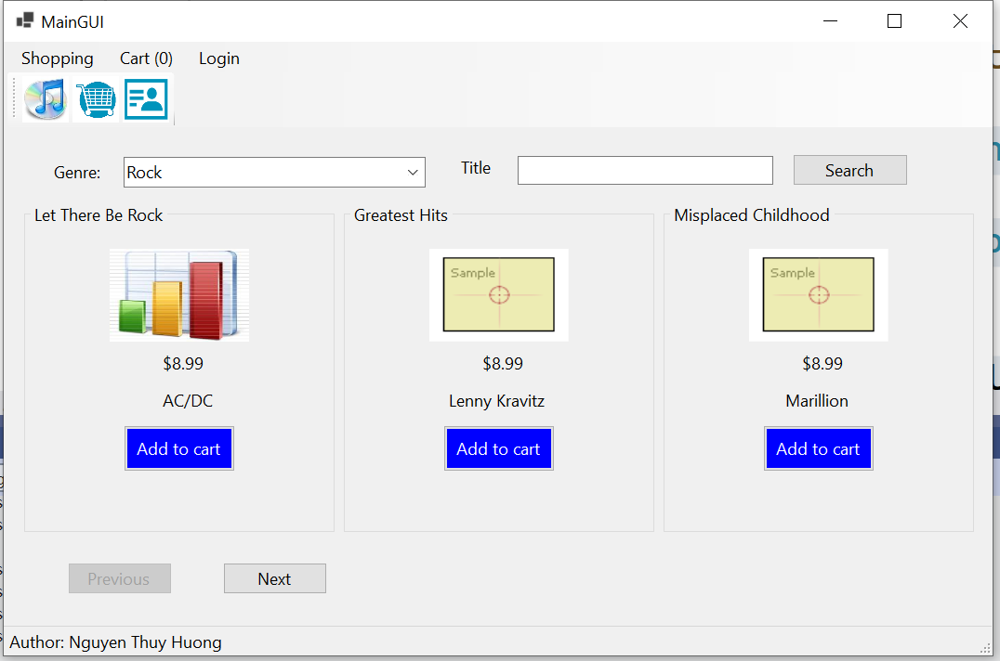 MainGUI
Shopping Cart (0) Login
Genre: Rock Title Search
Let There Be Rock Greatest Hits Misplaced Childhood
Sample Sample
$8.99 $8.99 $8.99
AC/DC Lenny Kravitz Marillion
Add to cart Add to cart Add to cart
Previous Next
Author: Nguyen Thuy Huong